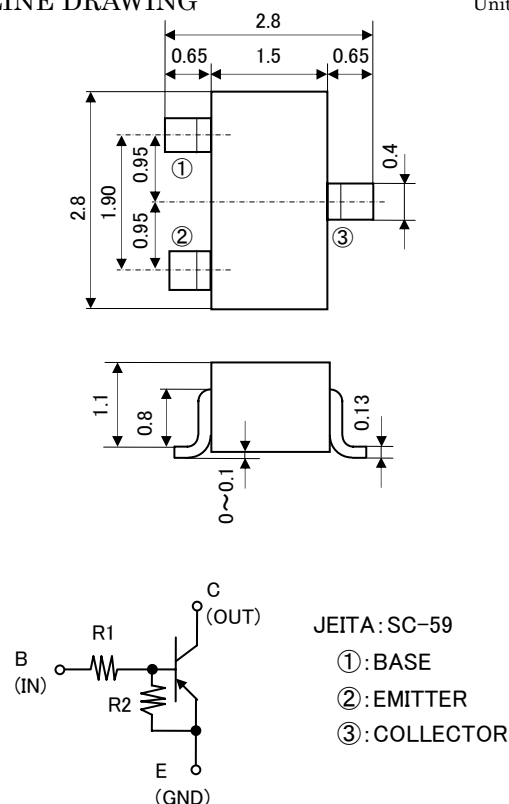 LINE DRAWING
Unit
2.8
0.65 1.5 0.65
2.8
1.90
0.95
0.95
①
②
③
0.4
1.1
0.8
0~0.1
0.13
C
(OUT)
R1
B
(IN)
R2
E
(GND)
JEITA:SC-59
①:BASE
②:EMITTER
③:COLLECTOR